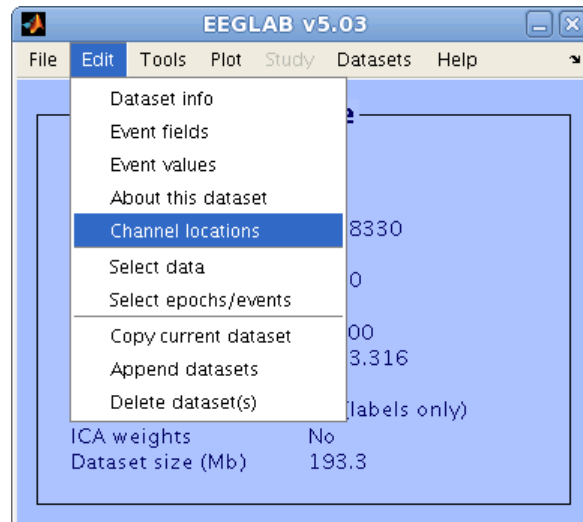 EEGLAB v5.03
File Edit Tools Plot Study Datasets Help
Dataset info
Event fields
Event values
About this dataset
Channel locations
8330
Select data
0
Select epochs/events
Copy current dataset
00
Append datasets
3.316
Delete dataset(s)
(labels only)
ICA weights No
Dataset size (Mb) 193.3